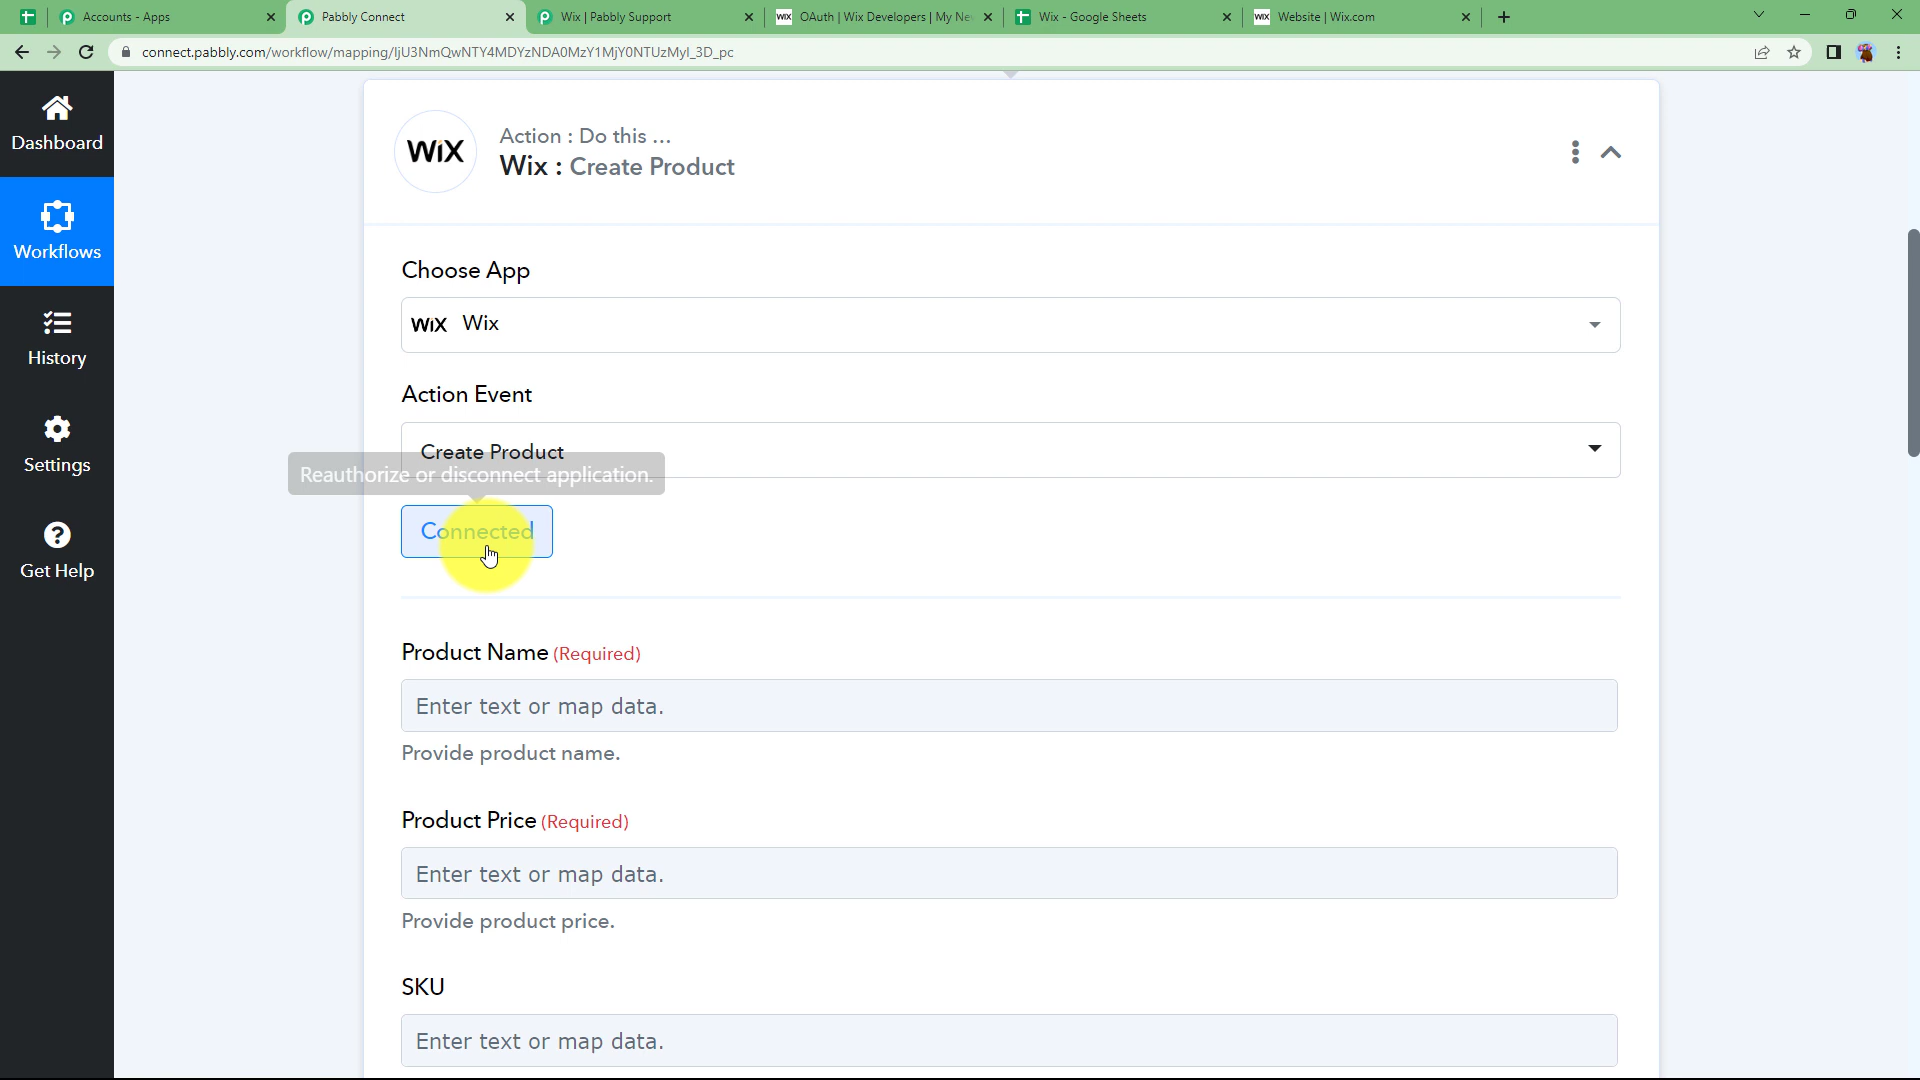 Accounts - Apps
Pabbly Connect
Wix | Pabbly Support
WiX OAuth | Wix Developers | My Ne
Wix - Google Sheets
WiX Website | Wix.com
connect.pabbly.com/workflow/mapping/IjU3NmQwNTY4MDYzNDA0MzY1MjY0NTUzMyI_3D_pc
Dashboard
Workflows
History
Settings
Get Help
WiX
Action : Do this ...
Wix : Create Product
Choose App
WiX Wix
Action Event
Create Product
Reauthorize or disconnect application.
Connected
Product Name (Required)
Enter text or map data.
Provide product name.
Product Price (Required)
Enter text or map data.
Provide product price.
SKU
Enter text or map data.